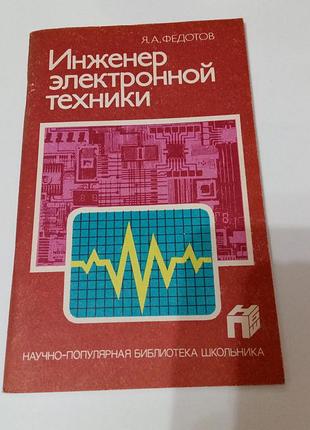 Я.А.ФЕДОТОВ
Инженер
электронной
техники
НАУЧНО-ПОПУЛЯРНАЯ БИБЛИОТЕКА ШКОЛЬНИКА